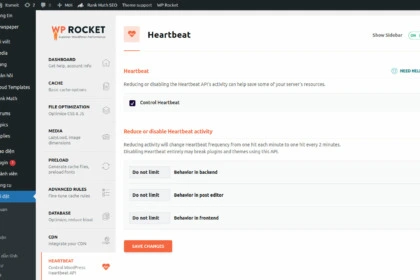 Mới
Rank Math SEO
Theme support
WP ROCKET
Superior WordPress Performance
DASHBOARD
Get help, account info
CACHE
Basic cache options
FILE OPTIMIZATION
Optimize CSS & JS
MEDIA
LazyLoad, image dimensions
PRELOAD
Generate cache files, preload fonts
ADVANCED RULES
Fine-tune cache rules
DATABASE
Optimize, reduce bloat
CDN
Integrate your CDN
HEARTBEAT
Control WordPress Heartbeat API
Heartbeat
Show Sidebar
Heartbeat
Reducing or disabling the Heartbeat API's activity can help save some of your server's resources.
Control Heartbeat
Reduce or disable Heartbeat activity
Reducing activity will change Heartbeat frequency from one hit each minute to one hit every 2 minutes.
Disabling Heartbeat entirely may break plugins and themes using this API.
Do not limit Behavior in backend
Do not limit Behavior in post editor
Do not limit Behavior in frontend
SAVE CHANGES